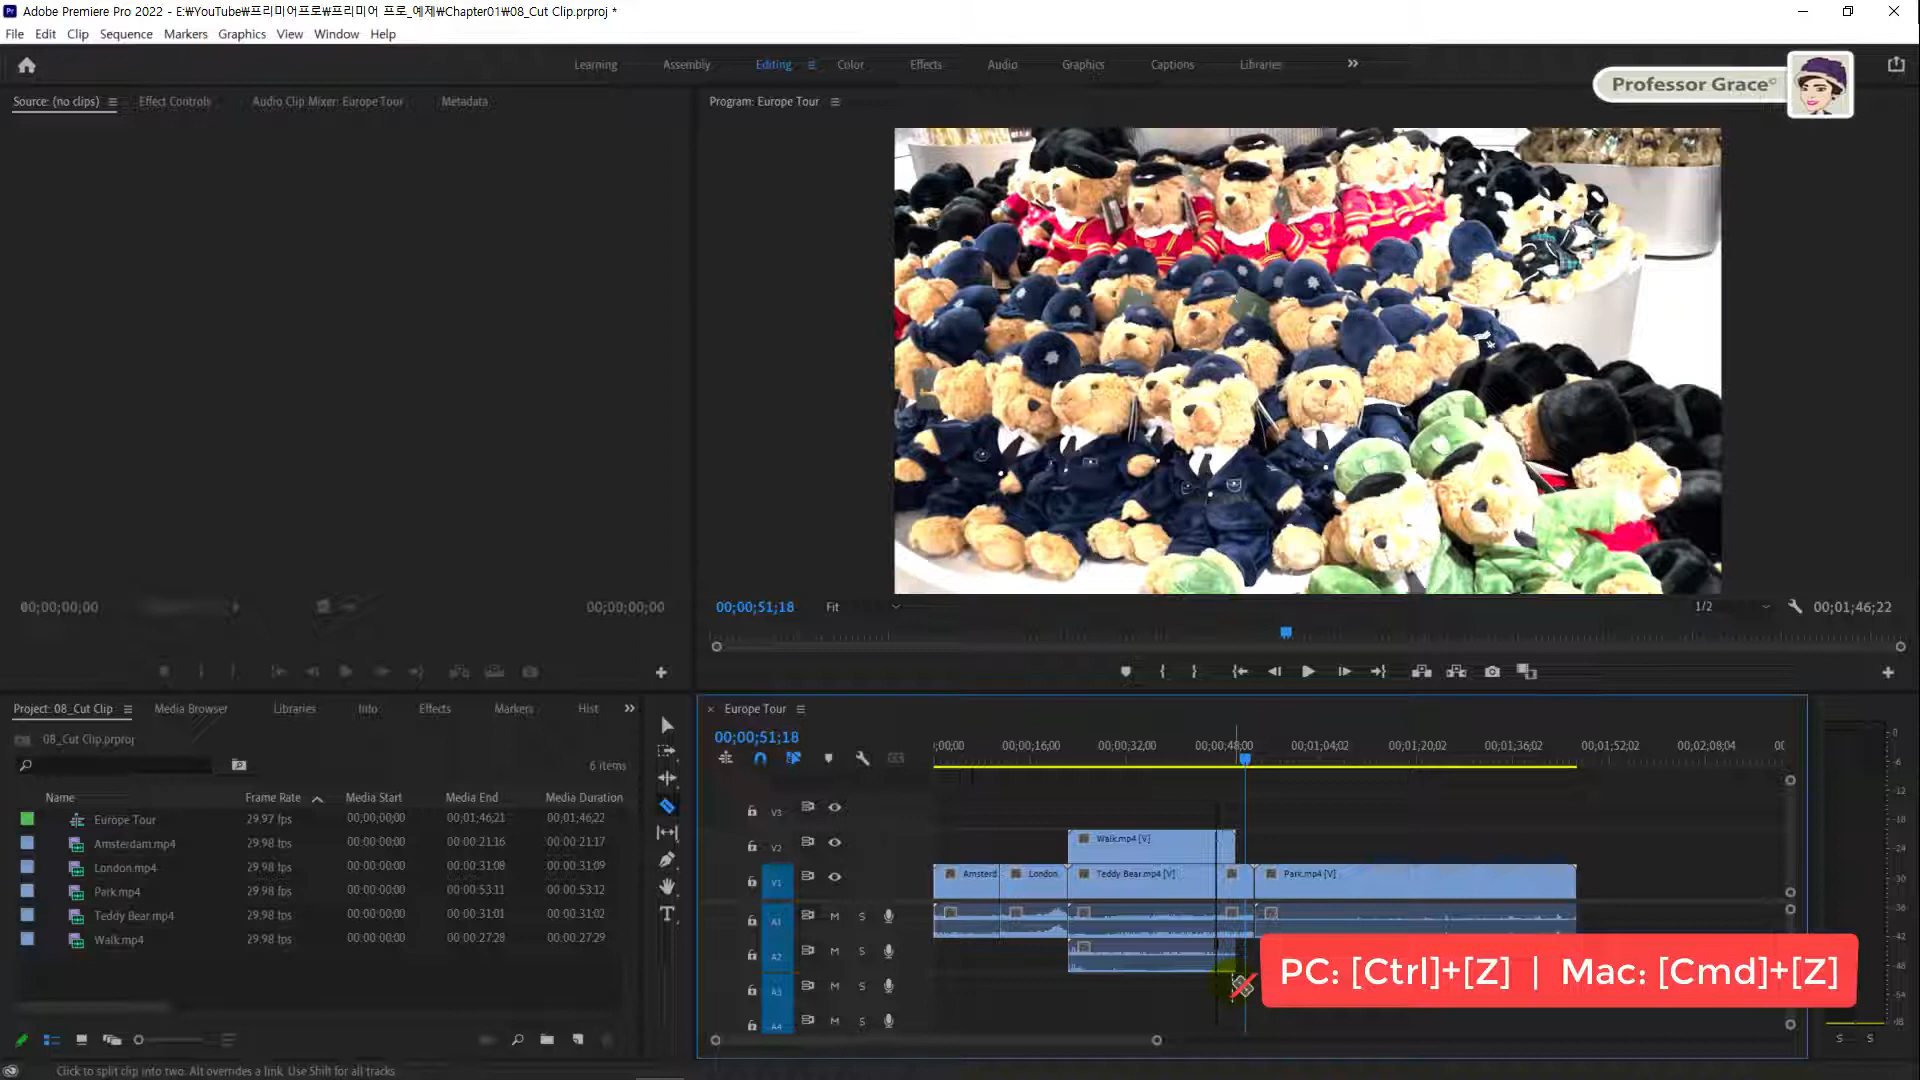 Adobe Premiere Pro 2022 - E:₩YouTube₩프리미어프로₩프리미어 프로_예제₩Chapter01₩08_Cut Clip.prproj *
File Edit Clip Sequence Markers Graphics View Window Help
Learning Assembly Editing Color Effects Audio Graphics Captions Libraries
Professor Grace©
Source: (no clips) Effect Controls Audio Clip Mixer: Europe Tour Metadata
Program: Europe Tour
00;00;00;00 00;00;00;00
00;00;51;18 Fit 1/2 00;01;46;22
Project: 08_Cut Clip Media Browser Libraries Info Effects Markers Hist
08_Cut Clip.prproj
6 items
Name Frame Rate Media Start Media End Media Duration
Europe Tour 29.97 fps 00;00;00;00 00;01;46;21 00;01;46;22
Amsterdam.mp4 29.98 fps 00:00:00:00 00:00:21:16 00:00:21:17
London.mp4 29.98 fps 00:00:00:00 00:00:31:08 00:00:31:09
Park.mp4 29.98 fps 00:00:00:00 00:00:53:11 00:00:53:12
Teddy Bear.mp4 29.98 fps 00:00:00:00 00:00:31:01 00:00:31:02
Walk.mp4 29.98 fps 00:00:00:00 00:00:27:28 00:00:27:29
Europe Tour
00;00;51;18
;00;00 00;00;16;00 00;00;32;00 00;00;48;00 00;01;04;02 00;01;20;02 00;01;36;02 00;01;52;02 00;02;08;04 00
V3
V2 Walk.mp4 [V]
V1 Amsterd London. Teddy Bear.mp4 [V] Park.mp4 [V]
A1 M S
A2 M S
A3 M S
A4 M S
PC: [Ctrl]+[Z] | Mac: [Cmd]+[Z]
0
-6
-12
-18
-24
-30
-36
-42
-48
-54
dB
S S
Click to split clip into two. Alt overrides a link. Use Shift for all tracks.